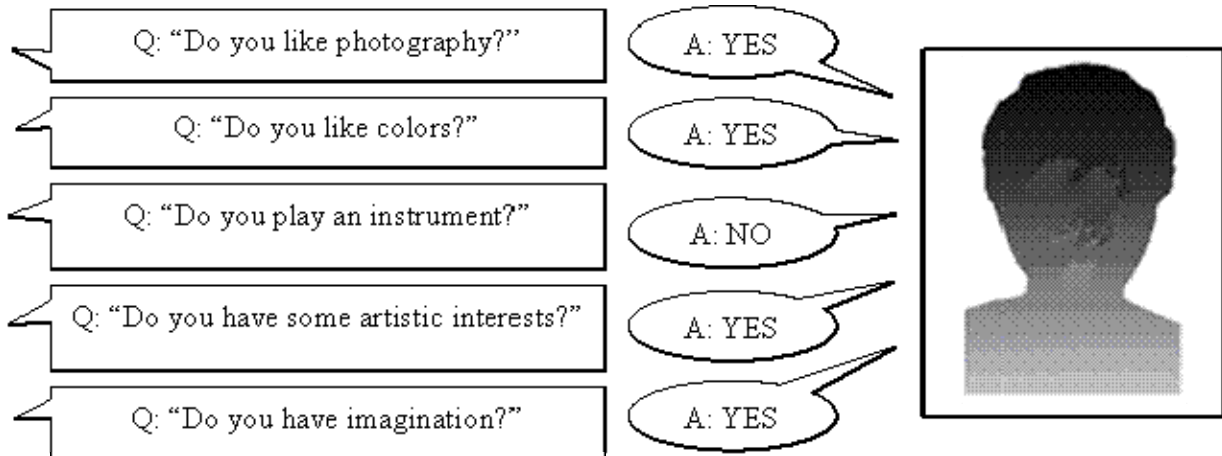 Q: “Do you like photography?”
A: YES
Q: “Do you like colors?”
A: YES
Q: “Do you play an instrument?”
A: NO
Q: “Do you have some artistic interests?”
A: YES
Q: “Do you have imagination?”
A: YES